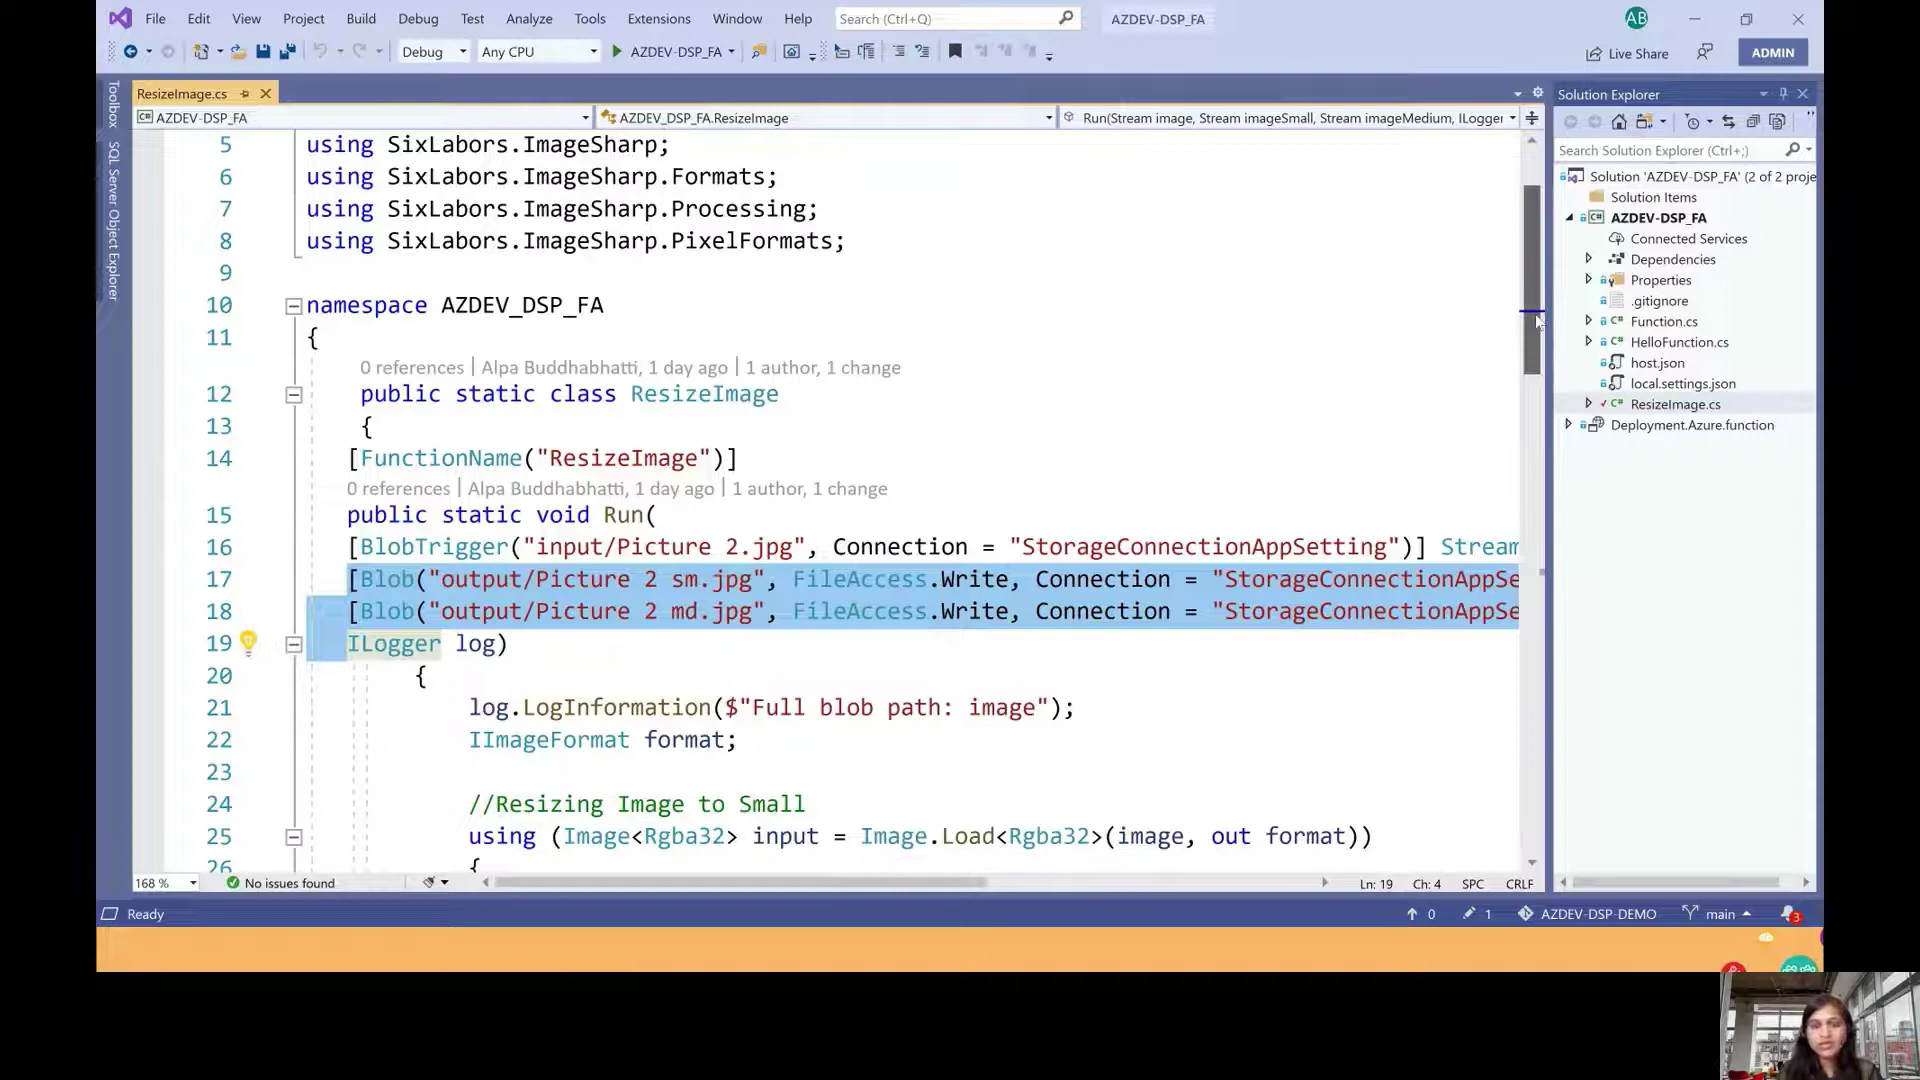 File Edit View Project Build Debug Test Analyze Tools Extensions Window Help Search (Ctrl+Q) AZDEV-DSP_FA AB
Debug Any CPU AZDEV-DSP_FA Live Share ADMIN
Toolbox
SQL Server Object Explorer
ResizeImage.cs
AZDEV-DSP_FA AZDEV_DSP_FA.ResizeImage Run(Stream image, Stream imageSmall, Stream imageMedium, ILogger
5 using SixLabors.ImageSharp;
6 using SixLabors.ImageSharp.Formats;
7 using SixLabors.ImageSharp.Processing;
8 using SixLabors.ImageSharp.PixelFormats;
9
10 namespace AZDEV_DSP_FA
11 {
0 references | Alpa Buddhabhatti, 1 day ago | 1 author, 1 change
12 public static class ResizeImage
13 {
14 [FunctionName("ResizeImage")]
0 references | Alpa Buddhabhatti, 1 day ago | 1 author, 1 change
15 public static void Run(
16 [BlobTrigger("input/Picture 2.jpg", Connection = "StorageConnectionAppSetting")] Stream
17 [Blob("output/Picture 2 sm.jpg", FileAccess.Write, Connection = "StorageConnectionAppSe
18 [Blob("output/Picture 2 md.jpg", FileAccess.Write, Connection = "StorageConnectionAppSe
19 ILogger log)
20 {
21 log.LogInformation($"Full blob path: image");
22 IImageFormat format;
23
24 //Resizing Image to Small
25 using (Image<Rgba32> input = Image.Load<Rgba32>(image, out format))
26 {
168 % No issues found Ln: 19 Ch: 4 SPC CRLF
Solution Explorer
Search Solution Explorer (Ctrl+;)
Solution 'AZDEV-DSP_FA' (2 of 2 proje
Solution Items
AZDEV-DSP_FA
Connected Services
Dependencies
Properties
.gitignore
Function.cs
HelloFunction.cs
host.json
local.settings.json
ResizeImage.cs
Deployment.Azure.function
Ready 0 1 AZDEV-DSP-DEMO main 3